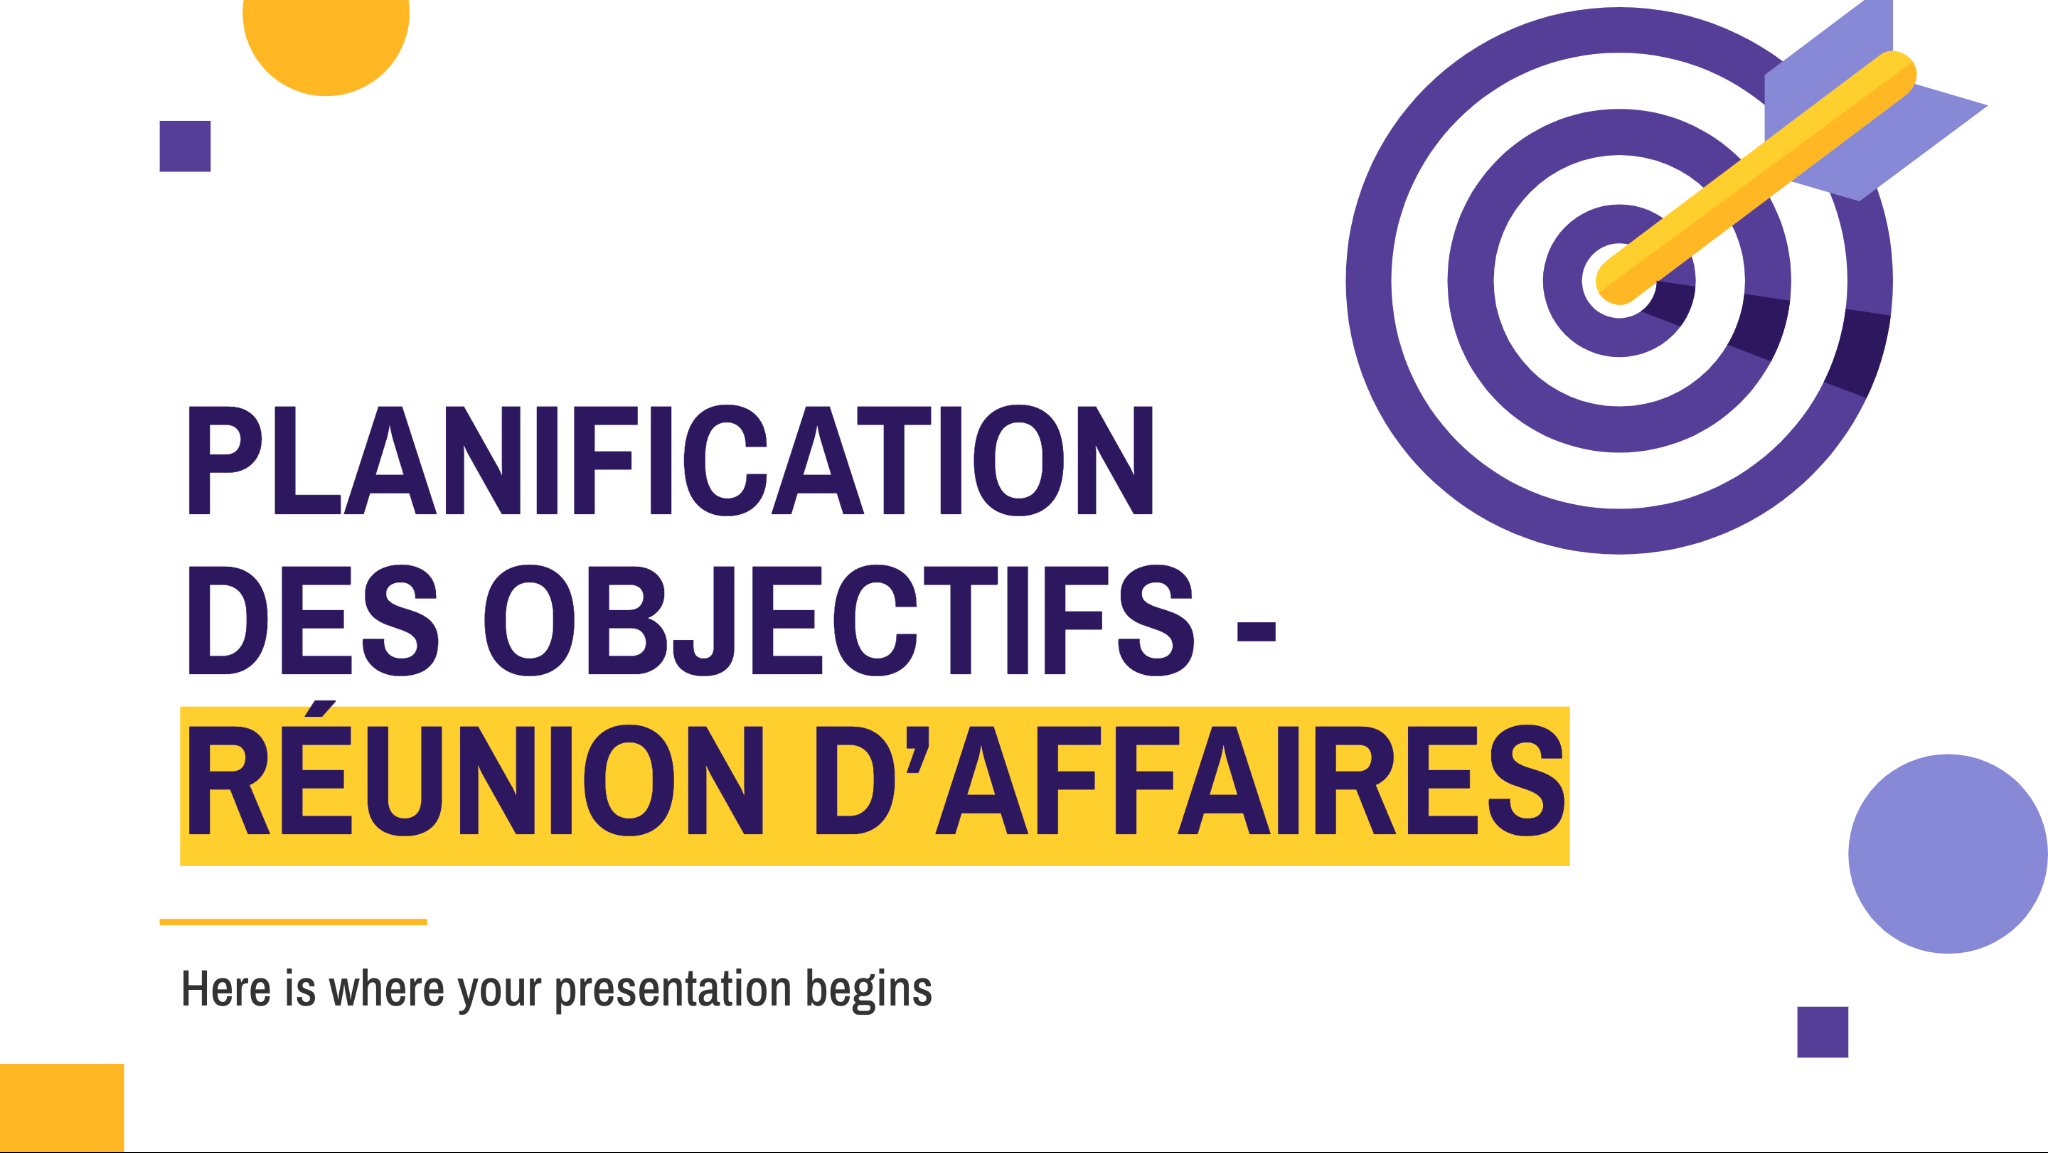 PLANIFICATION
DES OBJECTIFS -
RÉUNION D’AFFAIRES
Here is where your presentation begins